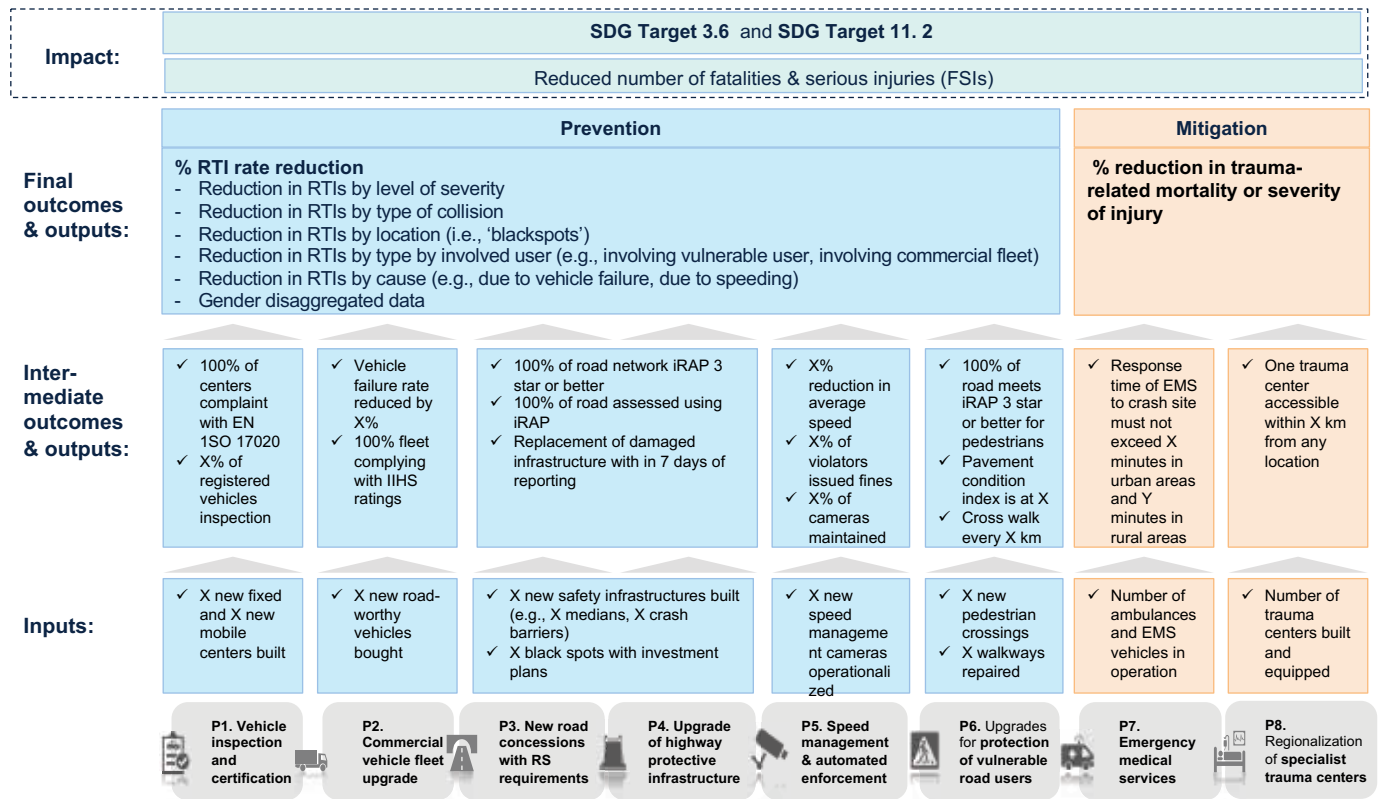 Impact:
SDG Target 3.6 and SDG Target 11. 2
Reduced number of fatalities & serious injuries (FSIs)
Final
outcomes
& outputs:
Prevention
% RTI rate reduction
- Reduction in RTIs by level of severity
- Reduction in RTIs by type of collision
- Reduction in RTIs by location (i.e., ‘blackspots’)
- Reduction in RTIs by type by involved user (e.g., involving vulnerable user, involving commercial fleet)
- Reduction in RTIs by cause (e.g., due to vehicle failure, due to speeding)
- Gender disaggregated data
Mitigation
% reduction in trauma-
related mortality or severity
of injury
Inter-
mediate
outcomes
& outputs:
✓ 100% of
centers
complaint
with EN
1SO 17020
✓ X% of
registered
vehicles
inspection
✓ Vehicle
failure rate
reduced by
X%
✓ 100% fleet
complying
with IIHS
ratings
✓ 100% of road network iRAP 3
star or better
✓ 100% of road assessed using
iRAP
✓ Replacement of damaged
infrastructure with in 7 days of
reporting
✓ X%
reduction in
average
speed
✓ X% of
violators
issued fines
✓ X% of
cameras
maintained
✓ 100% of
road meets
iRAP 3 star
or better for
pedestrians
✓ Pavement
condition
index is at X
✓ Cross walk
every X km
✓ Response
time of EMS
to crash site
must not
exceed X
minutes in
urban areas
and Y
minutes in
rural areas
✓ One trauma
center
accessible
within X km
from any
location
Inputs:
✓ X new fixed
and X new
mobile
centers built
✓ X new road-
worthy
vehicles
bought
✓ X new safety infrastructures built
(e.g., X medians, X crash
barriers)
✓ X black spots with investment
plans
✓ X new
speed
manageme
nt cameras
operationali
zed
✓ X new
pedestrian
crossings
✓ X walkways
repaired
✓ Number of
ambulances
and EMS
vehicles in
operation
✓ Number of
trauma
centers built
and
equipped
P1. Vehicle
inspection
and
certification
P2.
Commercial
vehicle fleet
upgrade
P3. New road
concessions
with RS
requirements
P4. Upgrade
of highway
protective
infrastructure
P5. Speed
management
& automated
enforcement
P6. Upgrades
for protection
of vulnerable
road users
P7.
Emergency
medical
services
P8.
Regionalization
of specialist
trauma centers